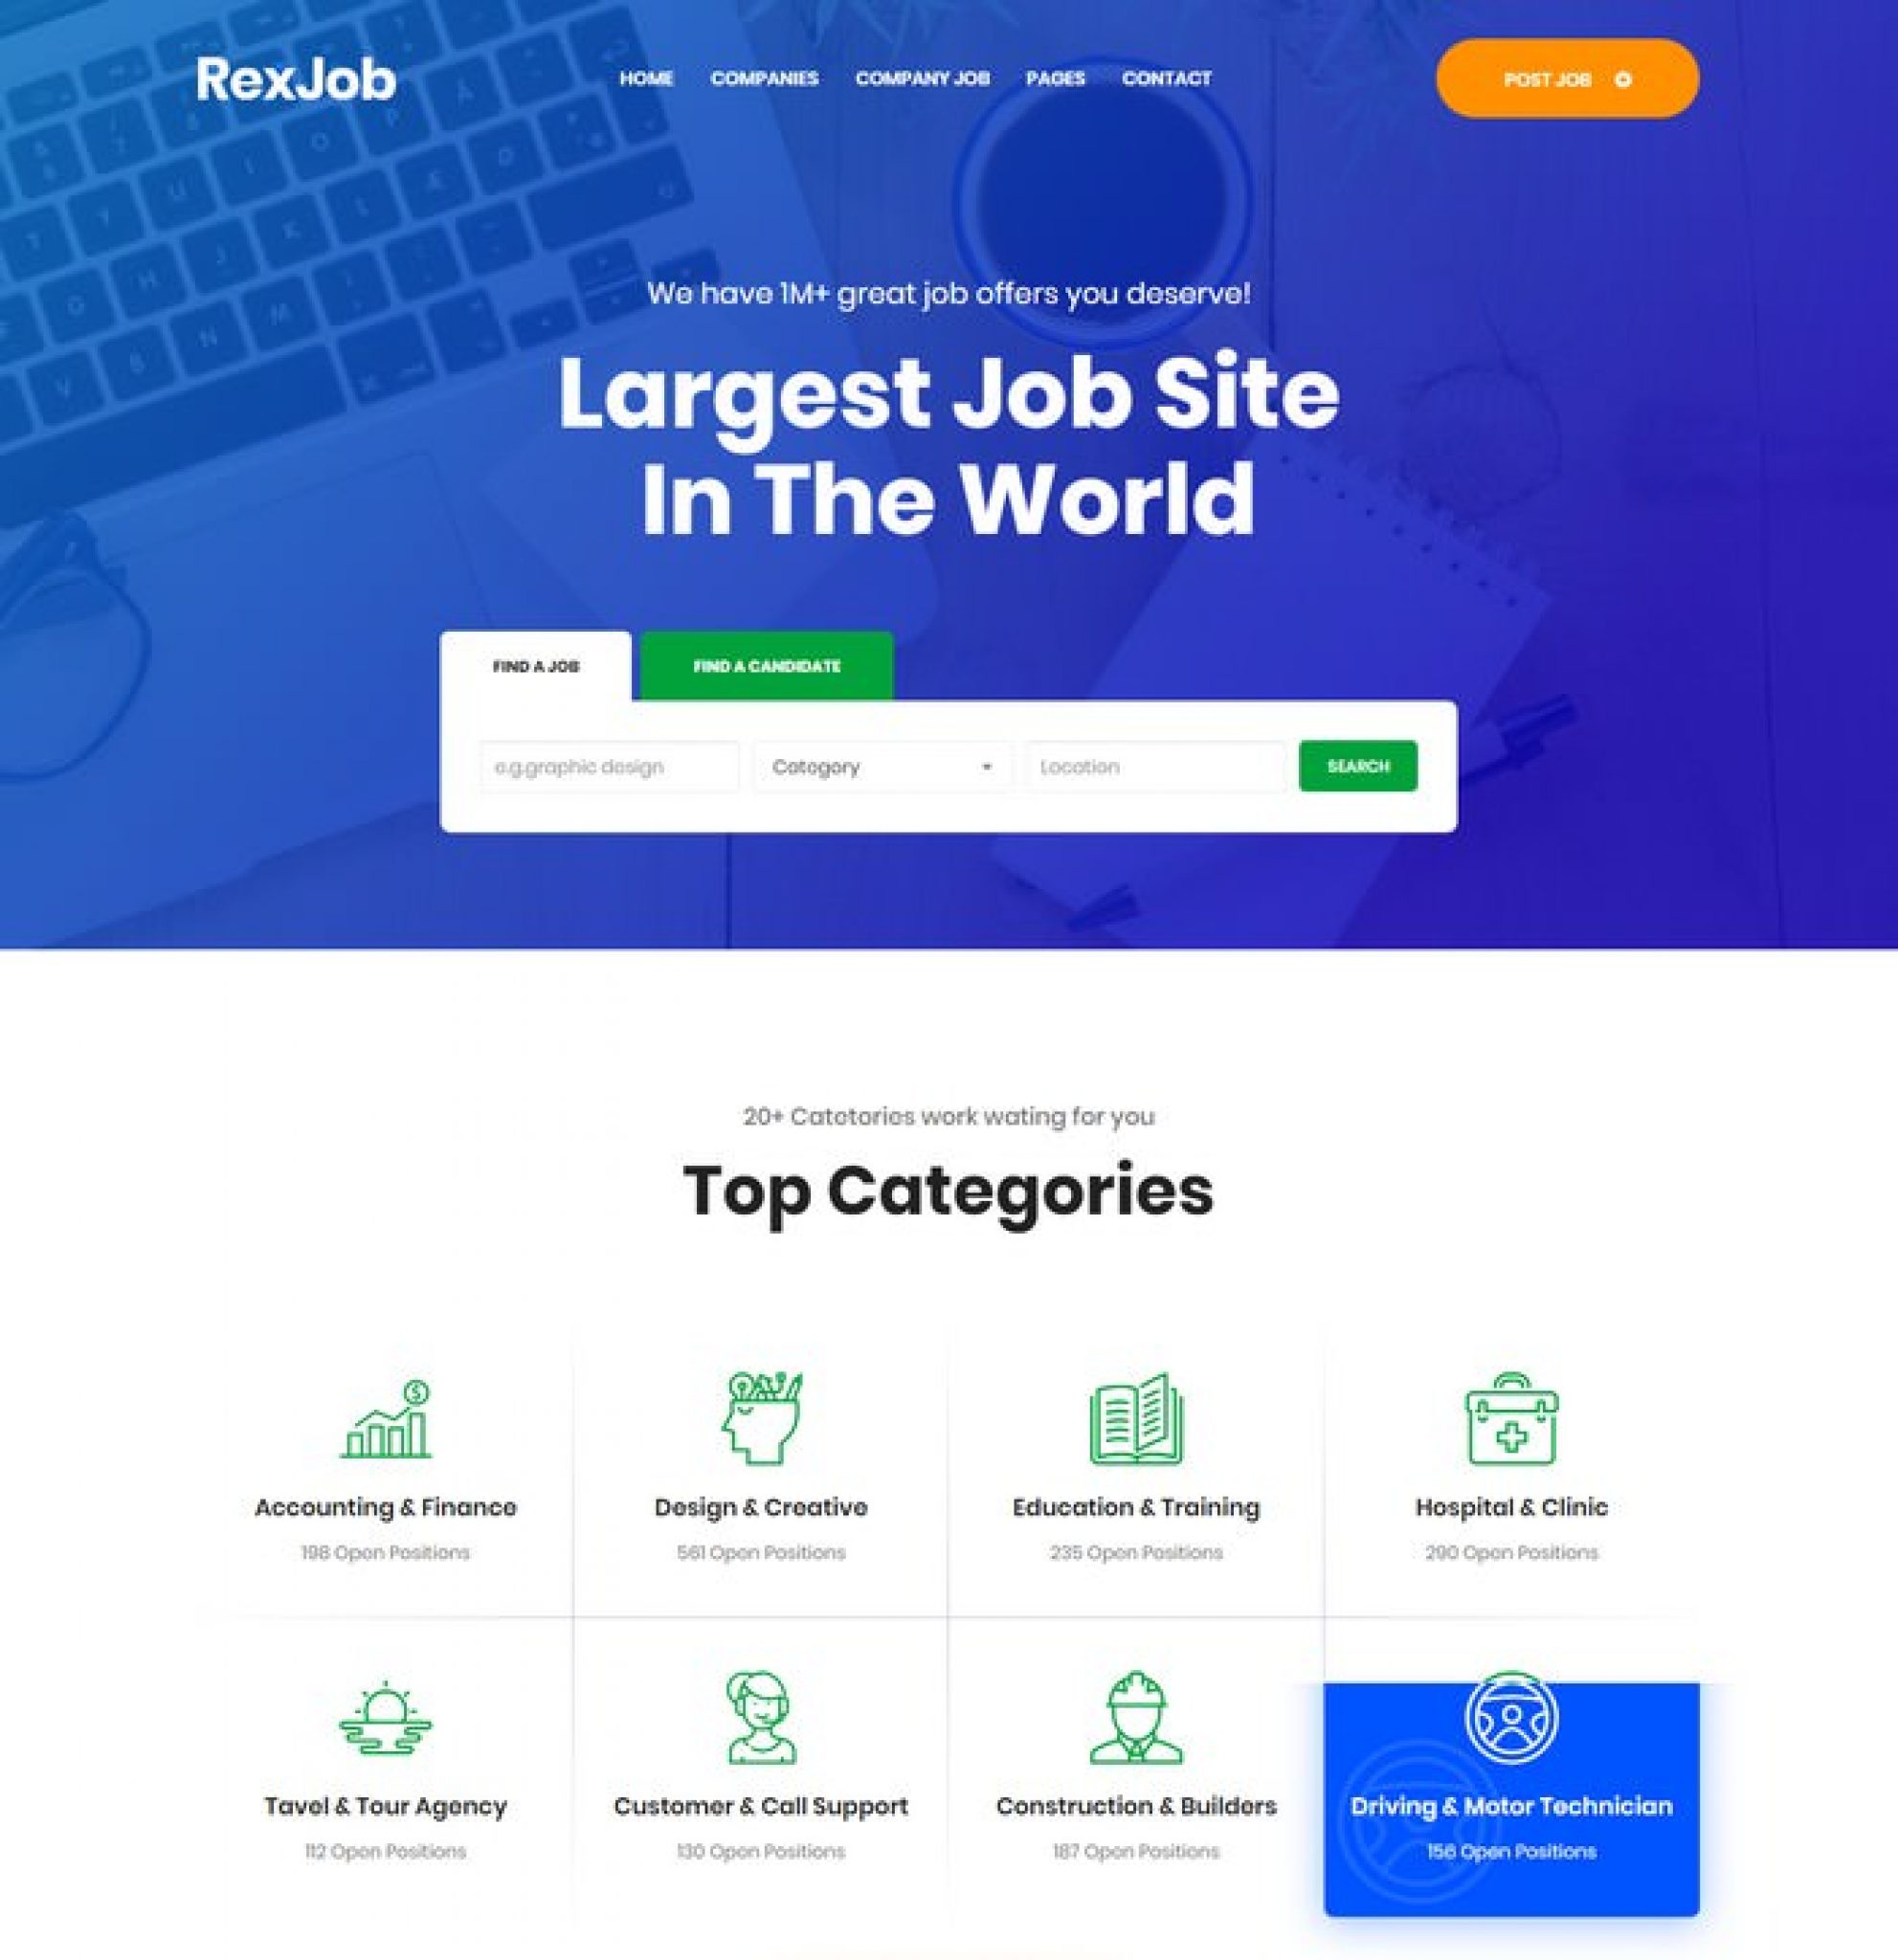 RexJob
HOME COMPANIES COMPANY JOB PAGES CONTACT
POST JOB
We have 1M+ great job offers you deserve!
Largest Job Site
In The World
FIND A JOB
FIND A CANDIDATE
e.g.graphic design
Category
Location
SEARCH
20+ Catetories work wating for you
Top Categories
Accounting & Finance
198 Open Positions
Design & Creative
561 Open Positions
Education & Training
235 Open Positions
Hospital & Clinic
290 Open Positions
Tavel & Tour Agency
112 Open Positions
Customer & Call Support
130 Open Positions
Construction & Builders
187 Open Positions
Driving & Motor Technician
156 Open Positions